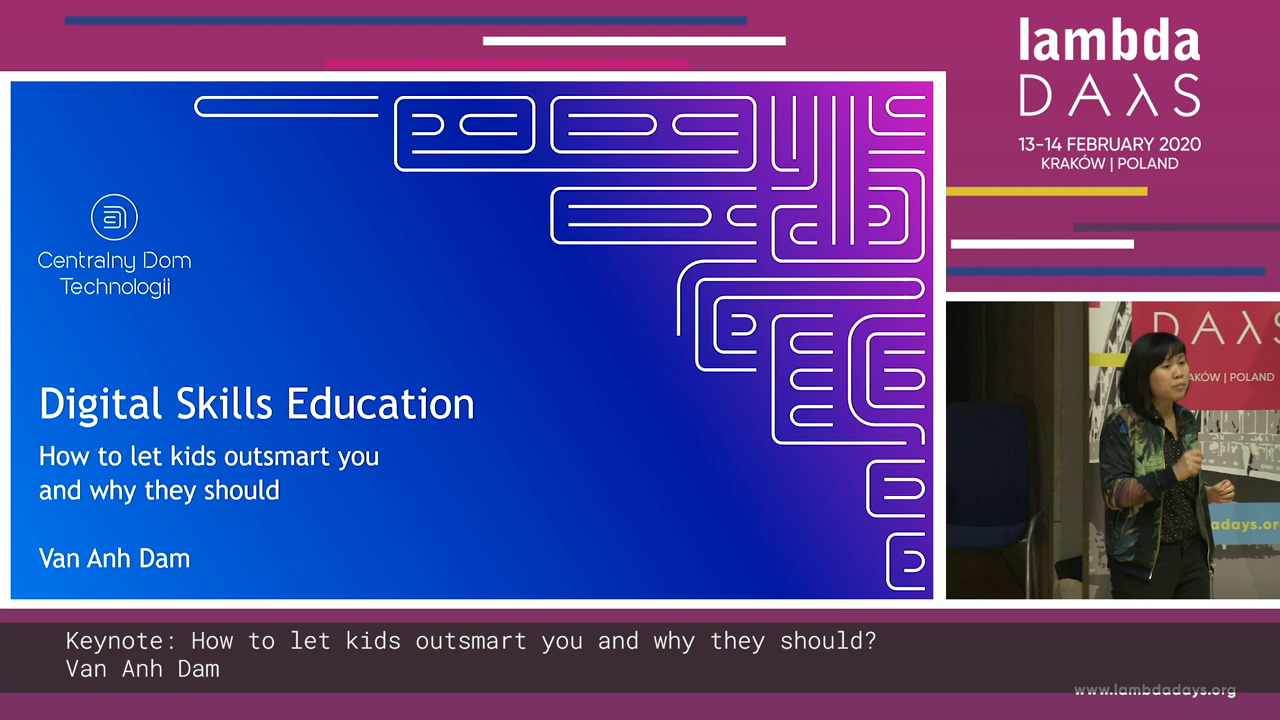 lambda
DAλS
13-14 FEBRUARY 2020
KRAKÓW | POLAND
Centralny Dom
Technologii
Digital Skills Education
How to let kids outsmart you
and why they should
Van Anh Dam
DAλS
AKÓW | POLAND
adays.or
Keynote: How to let kids outsmart you and why they should?
Van Anh Dam
www.lambdadays.org